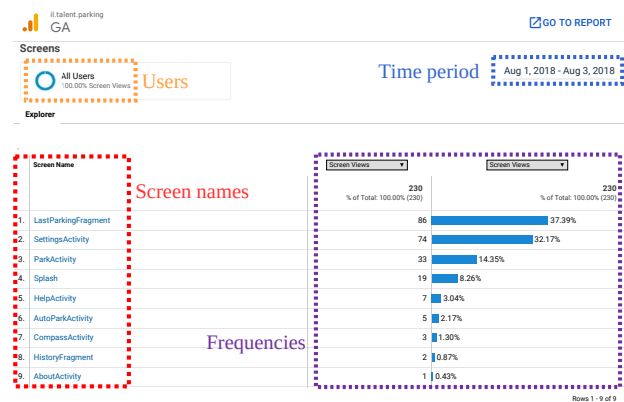 il.talent.parking
GA
GO TO REPORT
Screens
All Users
100.00% Screen Views
Users
Time period
Aug 1, 2018 - Aug 3, 2018
Explorer
Screen Name
Screen Views
Screen Views
Screen names
230
% of Total: 100.00% (230)
230
% of Total: 100.00% (230)
1. LastParkingFragment 86 37.39%
2. SettingsActivity 74 32.17%
3. ParkActivity 33 14.35%
4. Splash 19 8.26%
5. HelpActivity 7 3.04%
6. AutoParkActivity 5 2.17%
7. CompassActivity 3 1.30%
Frequencies
8. HistoryFragment 2 0.87%
9. AboutActivity 1 0.43%
Rows 1 - 9 of 9